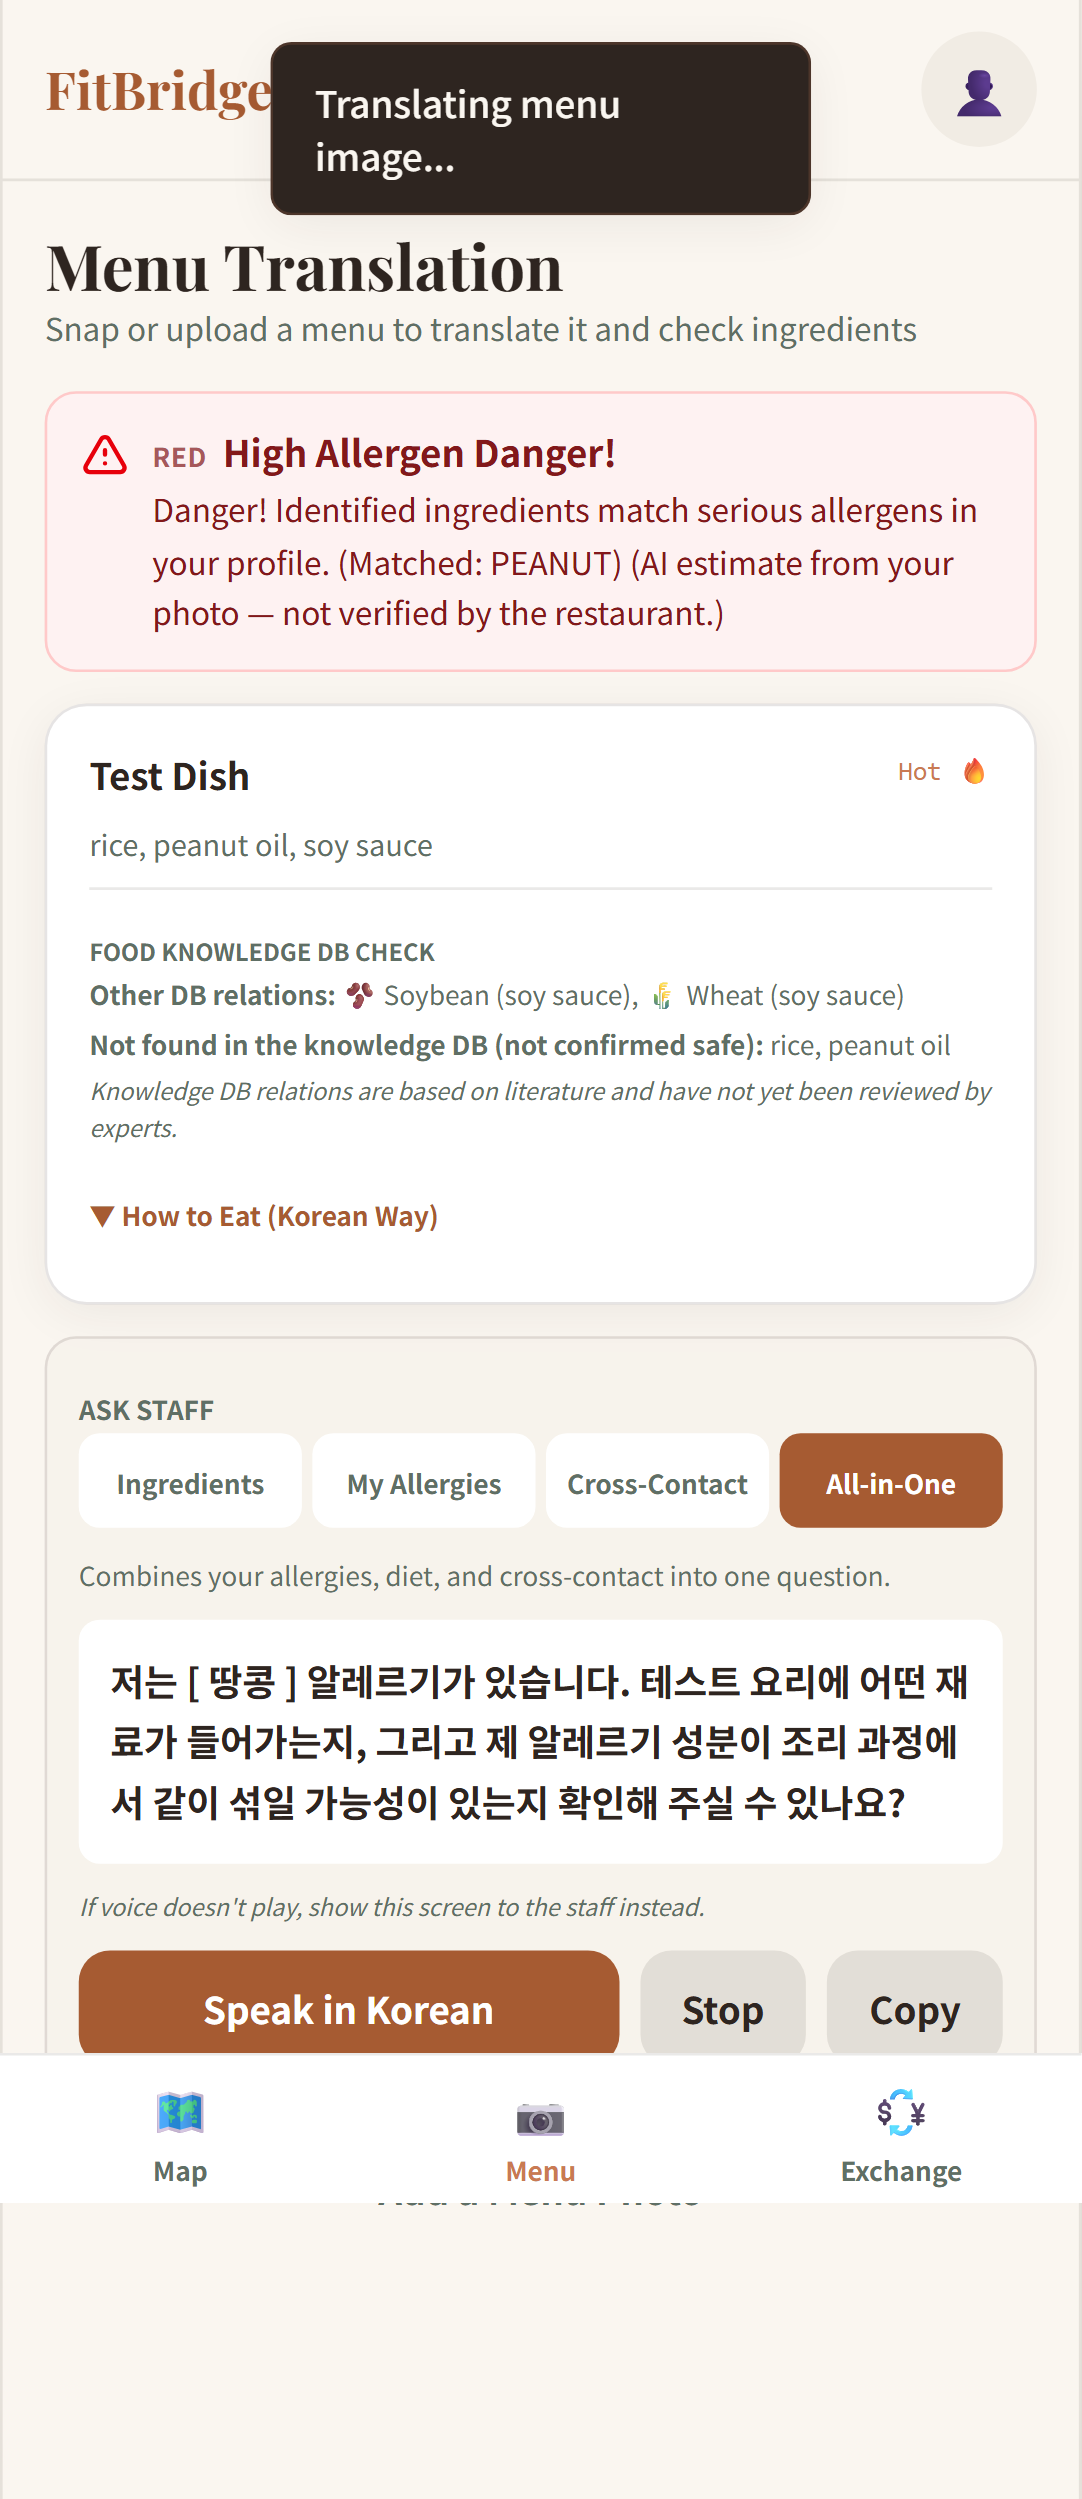 FitBridge
Translating menu
image...
Menu Translation
Snap or upload a menu to translate it and check ingredients
RED High Allergen Danger!
Danger! Identified ingredients match serious allergens in
your profile. (Matched: PEANUT) (AI estimate from your
photo — not verified by the restaurant.)
Test Dish
Hot 🔥
rice, peanut oil, soy sauce
FOOD KNOWLEDGE DB CHECK
Other DB relations: 🫘 Soybean (soy sauce), 🌾 Wheat (soy sauce)
Not found in the knowledge DB (not confirmed safe): rice, peanut oil
Knowledge DB relations are based on literature and have not yet been reviewed by
experts.
▼ How to Eat (Korean Way)
ASK STAFF
Ingredients
My Allergies
Cross-Contact
All-in-One
Combines your allergies, diet, and cross-contact into one question.
저는 [ 땅콩 ] 알레르기가 있습니다. 테스트 요리에 어떤 재
료가 들어가는지, 그리고 제 알레르기 성분이 조리 과정에
서 같이 섞일 가능성이 있는지 확인해 주실 수 있나요?
If voice doesn't play, show this screen to the staff instead.
Speak in Korean
Stop
Copy
Map
Menu
Exchange